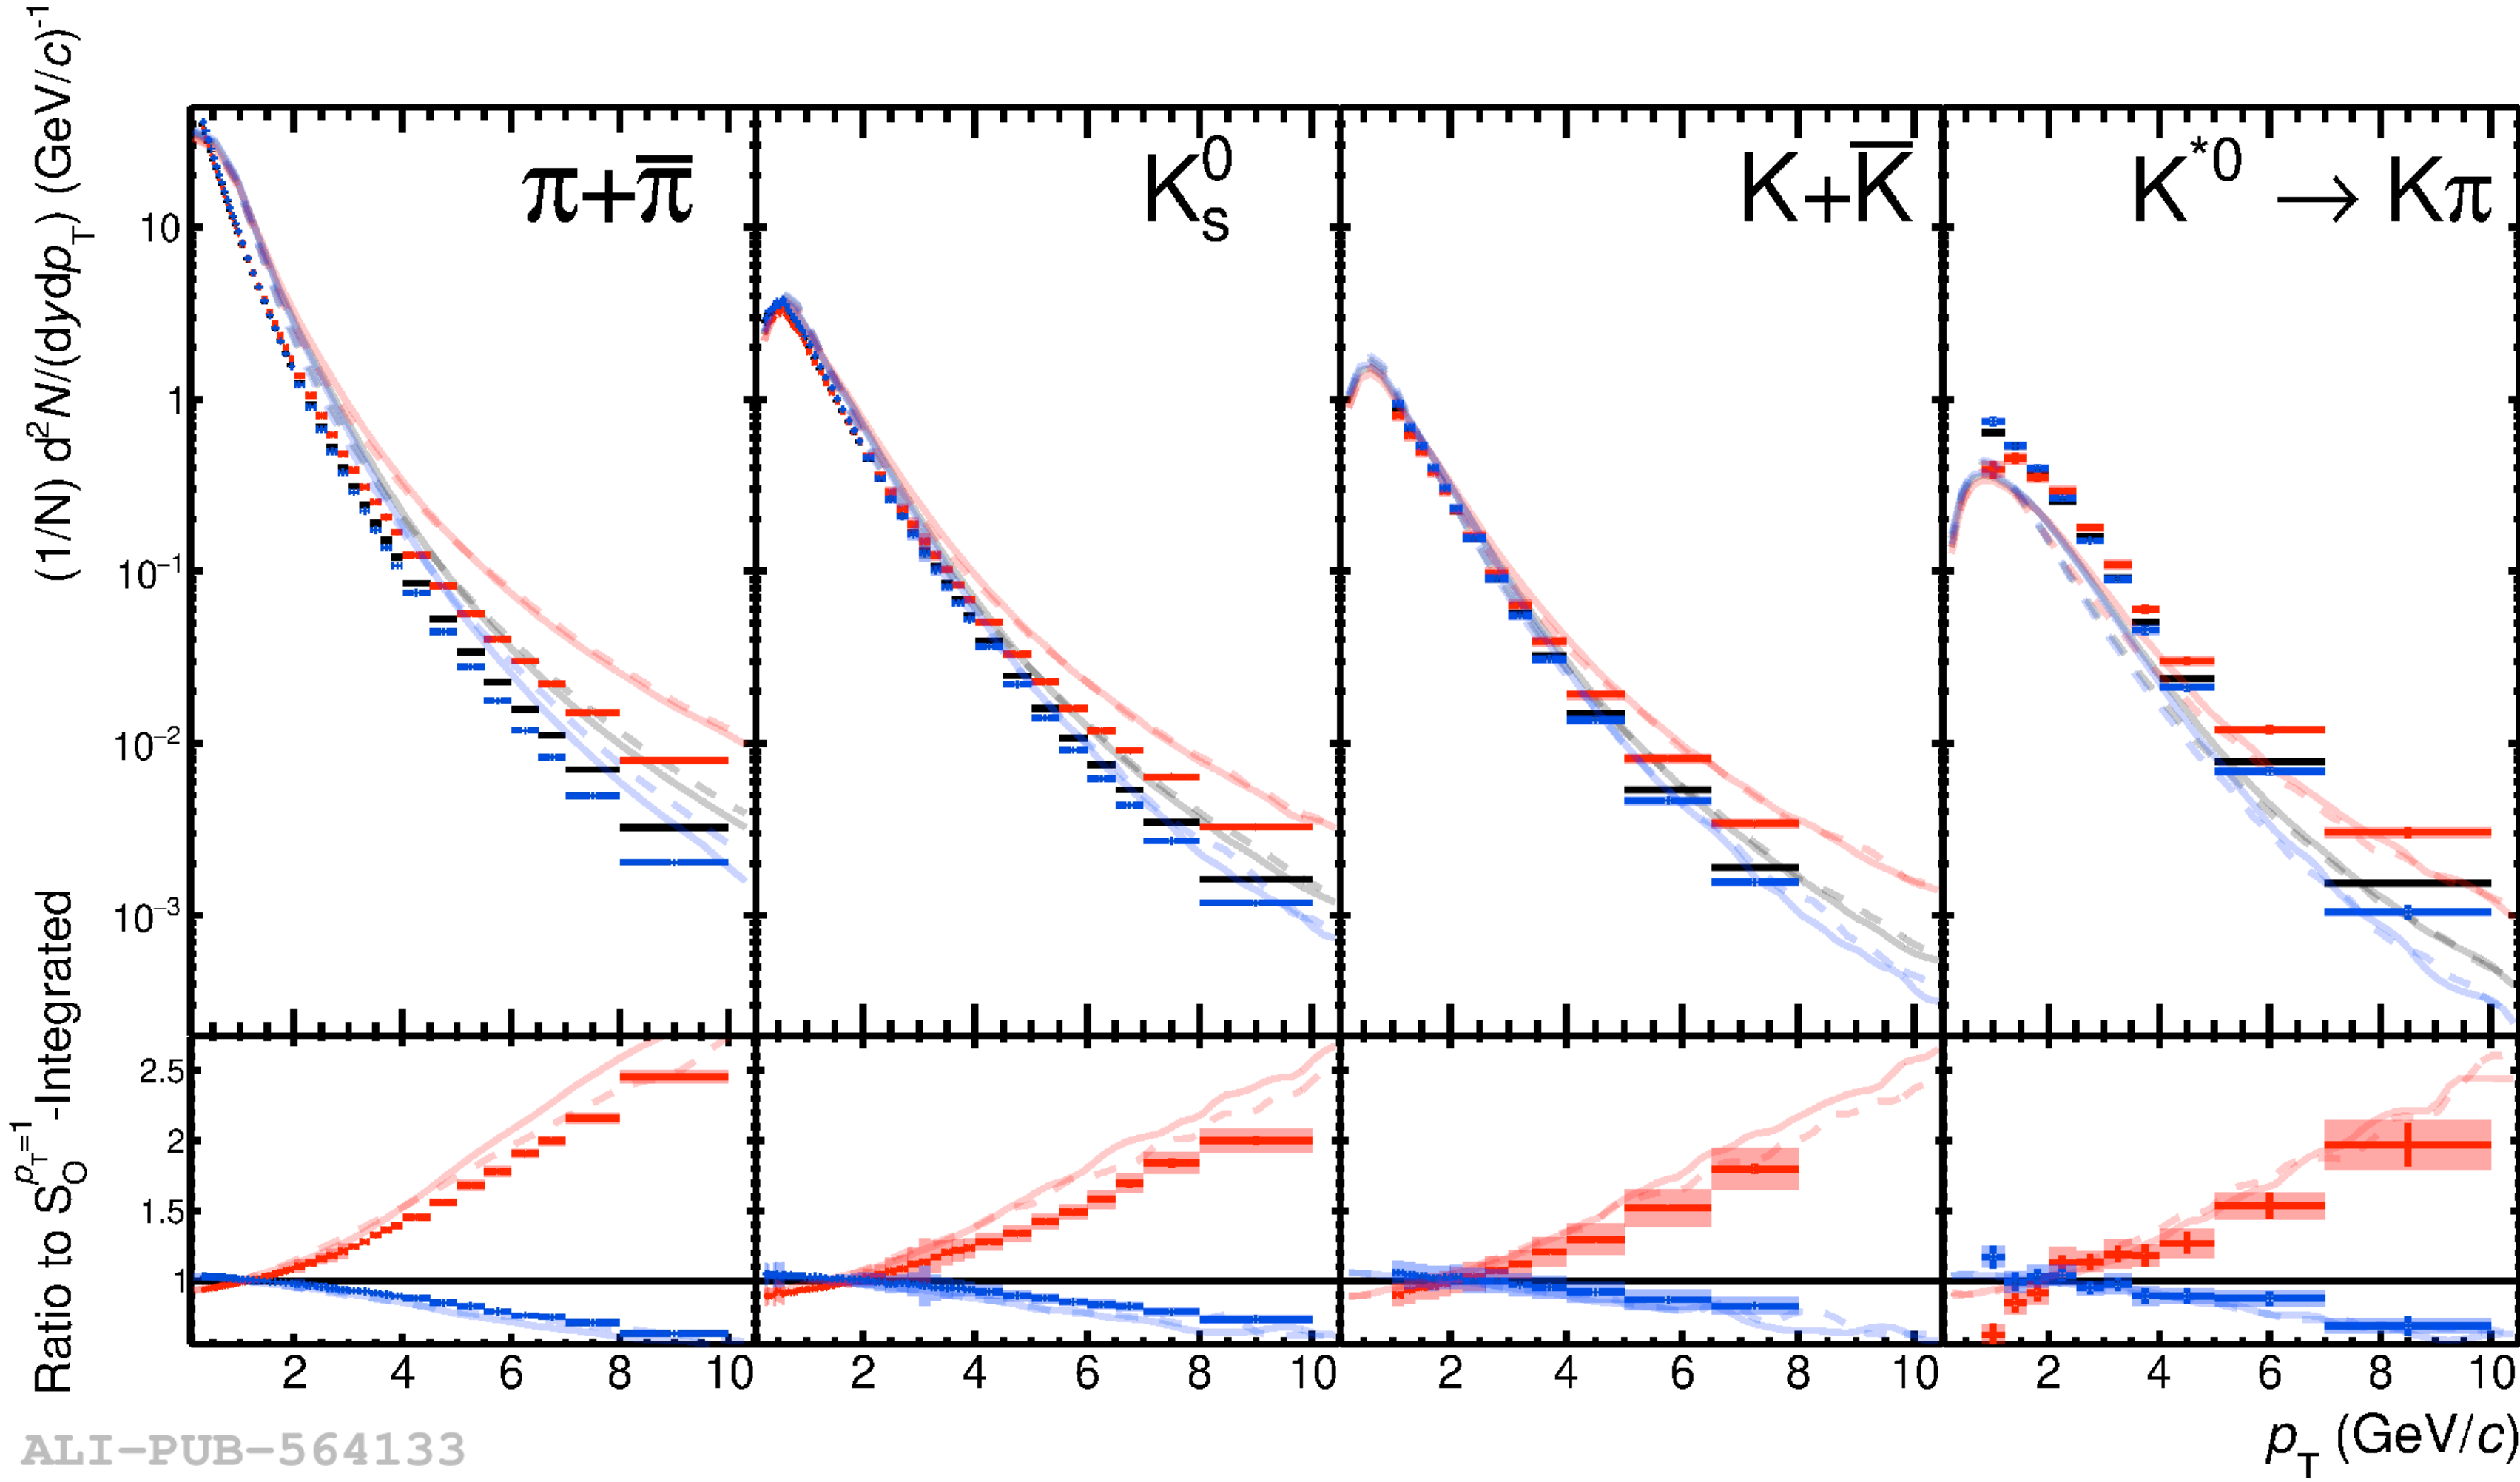 (1/N) d²N/(dydp_T) (GeV/c)⁻¹
10
1
10⁻¹
10⁻²
10⁻³
π+π̅
K⁰_S
K+K̅
K*⁰ → Kπ
Ratio to S_O^{p_T=1}-Integrated
2.5
2
1.5
1
2 4 6 8 10
2 4 6 8 10
2 4 6 8 10
2 4 6 8 10
p_T (GeV/c)
ALI-PUB-564133